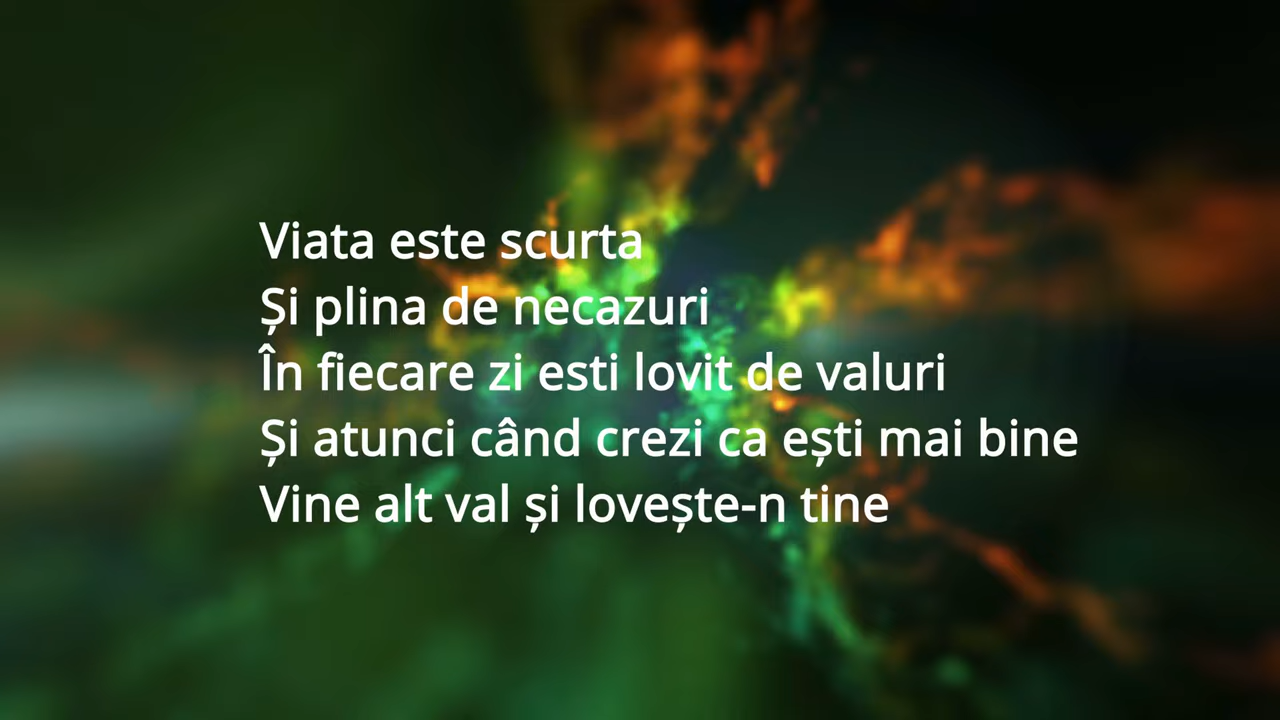 Viata este scurta
Și plina de necazuri
În fiecare zi esti lovit de valuri
Și atunci când crezi ca ești mai bine
Vine alt val și lovește-n tine